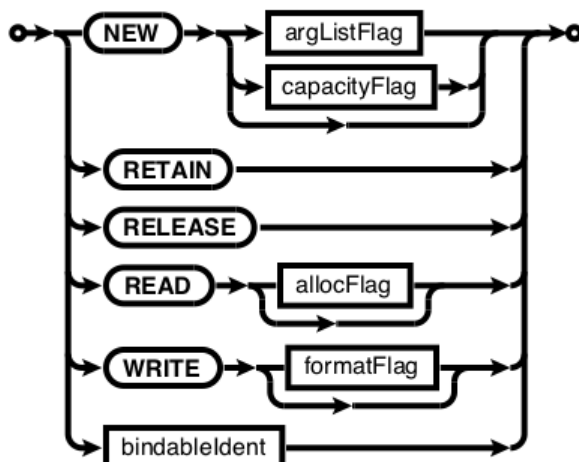 NEW
argListFlag
capacityFlag
RETAIN
RELEASE
READ
allocFlag
WRITE
formatFlag
bindableIdent